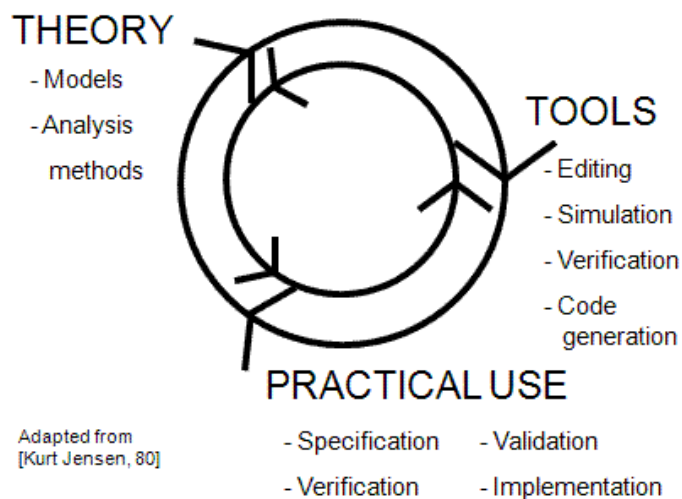 THEORY
- Models
- Analysis
methods
TOOLS
- Editing
- Simulation
- Verification
- Code
generation
PRACTICAL USE
- Specification
- Validation
- Verification
- Implementation
Adapted from
[Kurt Jensen, 80]